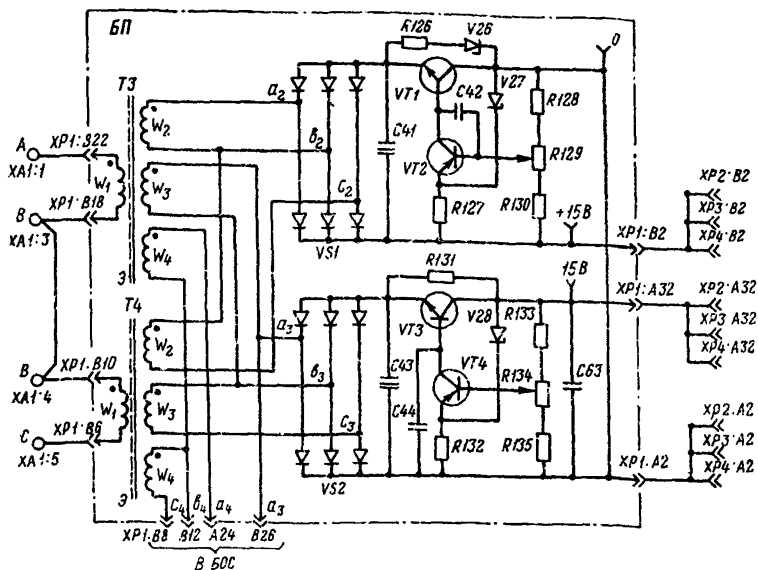 БП
R126
V26
0
T3
a₂
VT1
C42
V27
R128
W₂
в₂
C41
VT2
R129
A
XP1:B22
XA1:1
W₁
W₃
C₂
R127
R130
XP2·B2
XP3·B2
XP4·B2
B
XP1·B18
XA1:3
+15В
XP1:B2
W₄
VS1
Э
R131
15В
XP1:A32
XP2·A32
XP3·A32
XP4·A32
T4
a₃
VT3
V28
R133
W₂
в₃
C43
VT4
R134
C63
B
XP1.B10
XA1:4
W₁
W₃
C₃
C44
XP2.A2
XP3·A2
XP4·A2
C
XP1·B6
XA1:5
R132
R135
XP1.A2
W₄
VS2
Э
C₄
в₄
a₄
a₃
XP1.B8
B12
A24
B26
В БОС